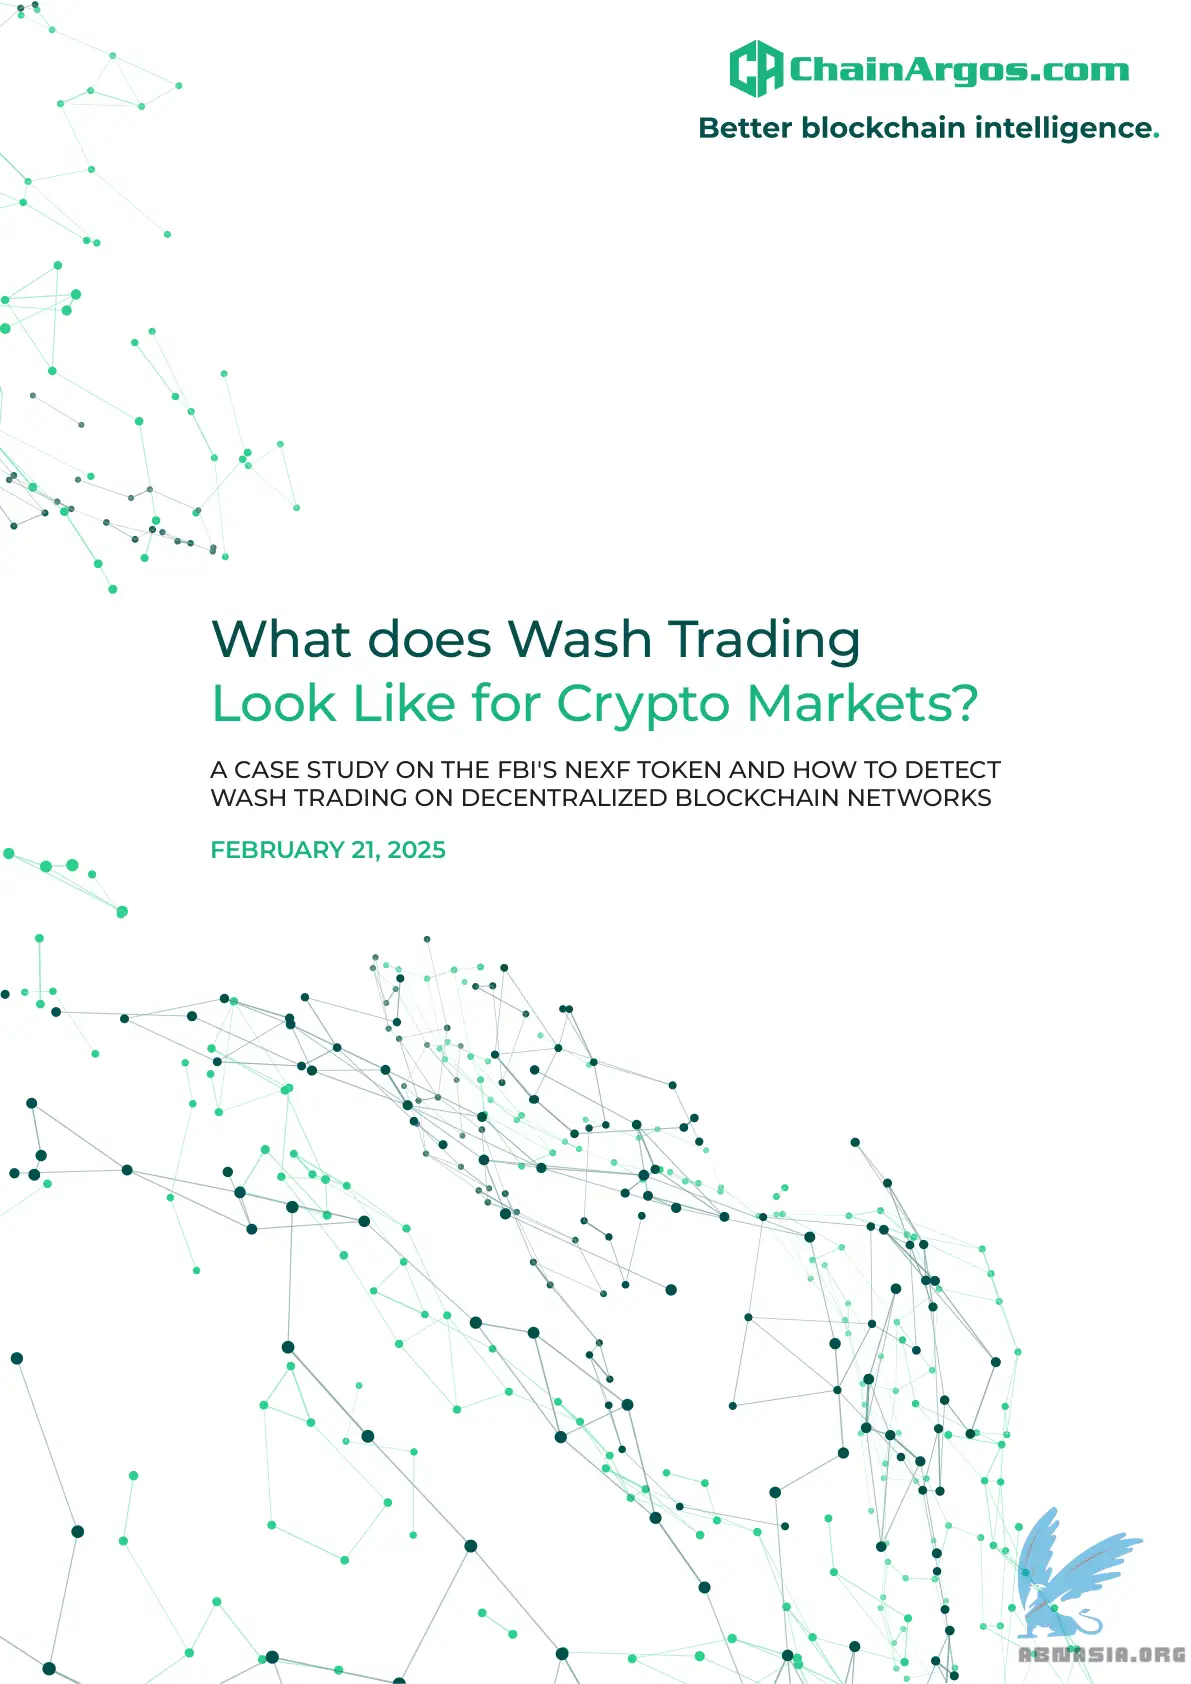 ChainArgos.com
Better blockchain intelligence.
What does Wash Trading
Look Like for Crypto Markets?
A CASE STUDY ON THE FBI'S NEXF TOKEN AND HOW TO DETECT
WASH TRADING ON DECENTRALIZED BLOCKCHAIN NETWORKS
FEBRUARY 21, 2025
ABNASIA.ORG